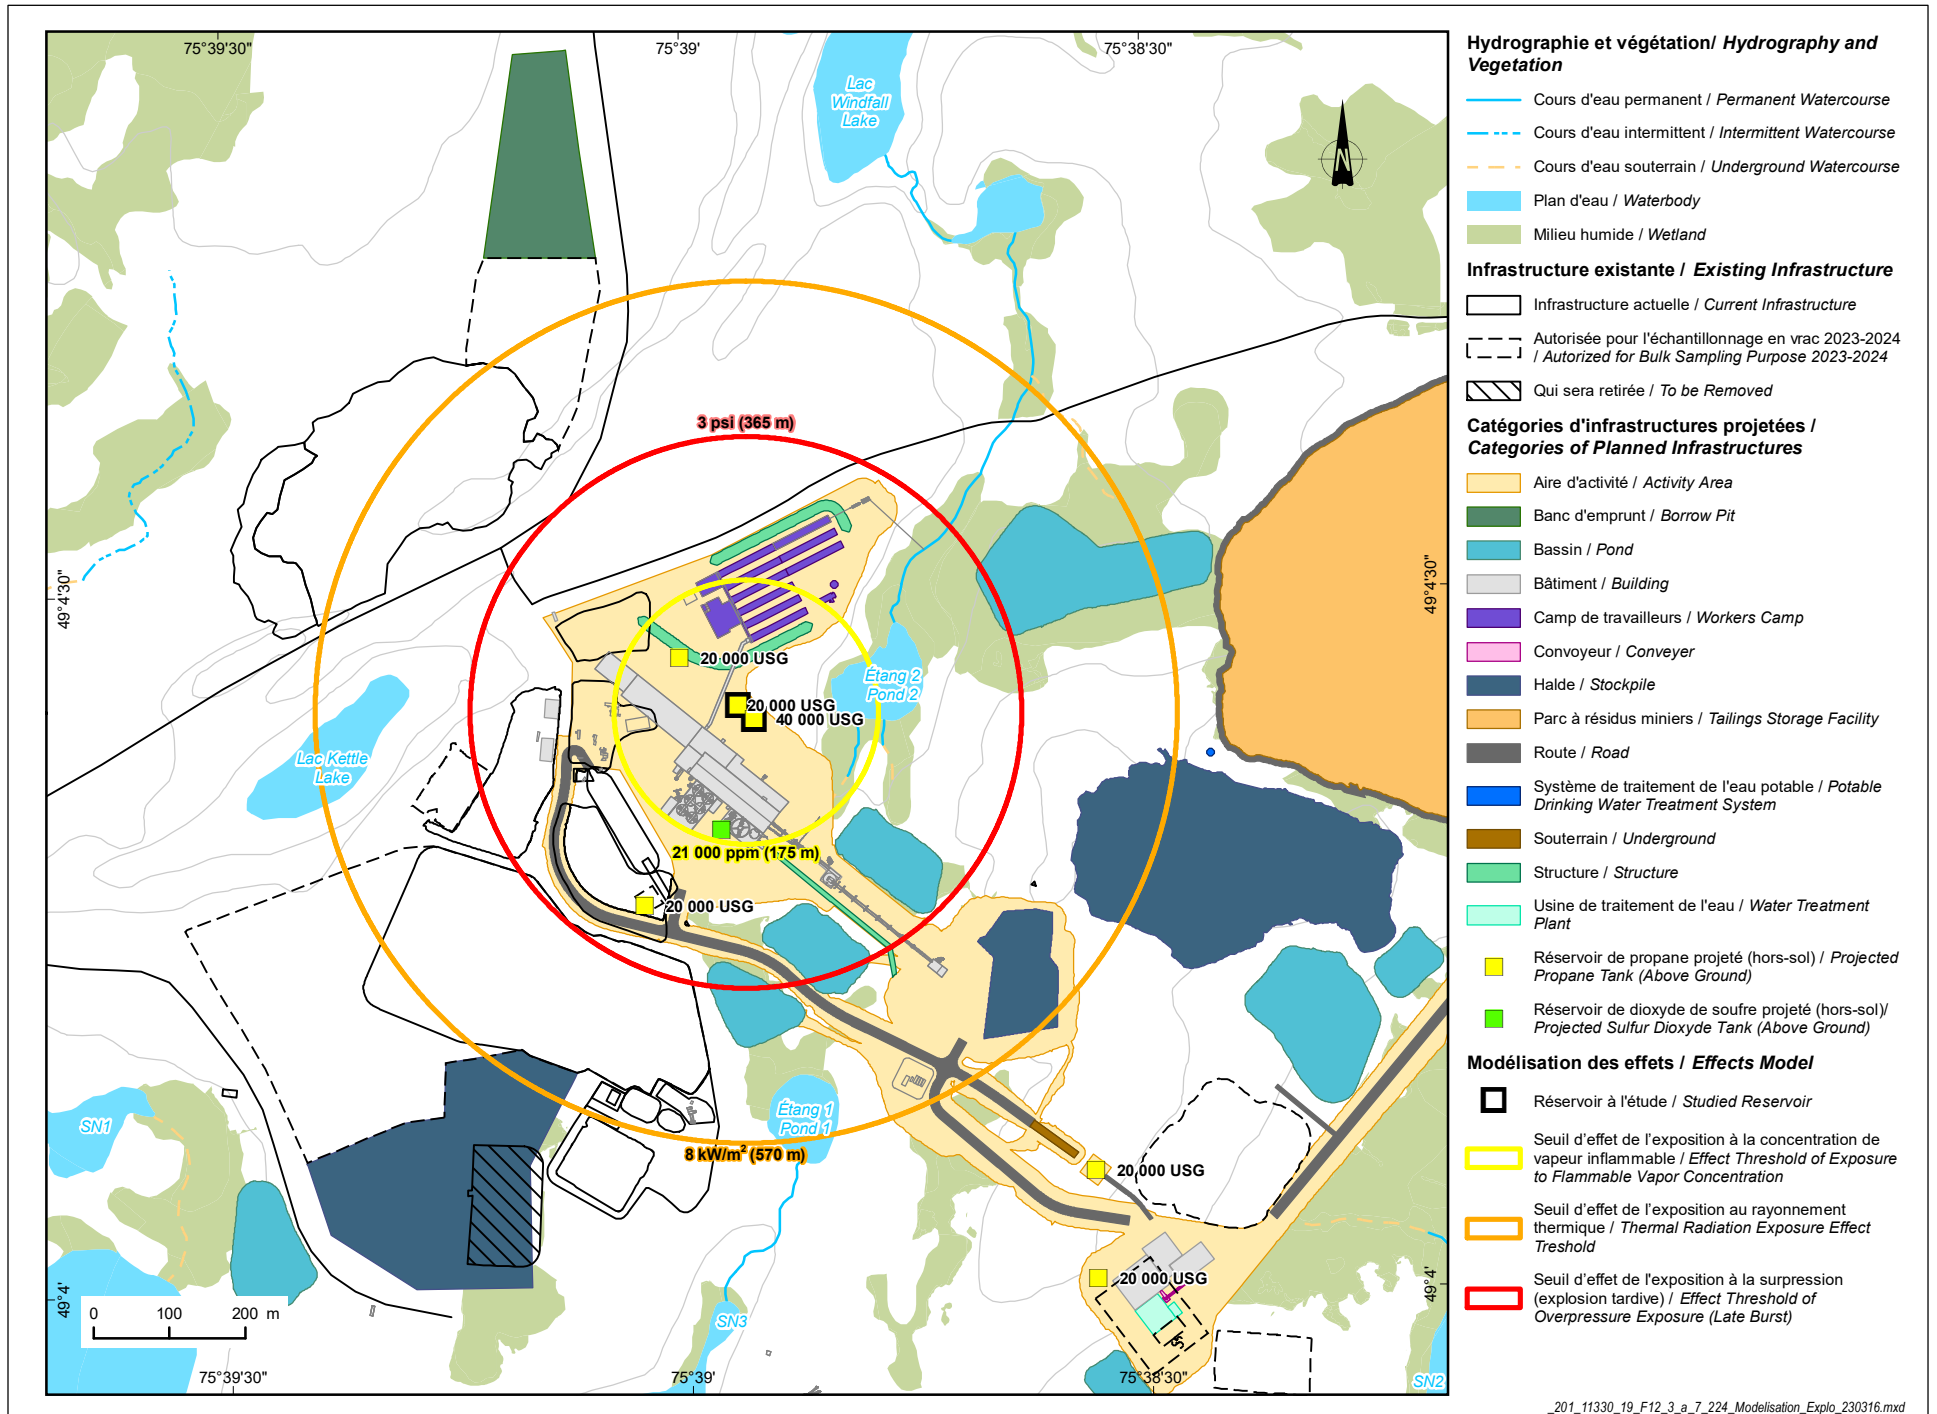 75°39'30"
75°39'
75°38'30"
Lac
Windfall
Lake
N
3 psi (365 m)
49°4'30"
49°4'30"
20 000 USG
Étang 2
Pond 2
20 000 USG
40 000 USG
Lac Kettle
Lake
21 000 ppm (175 m)
20 000 USG
SN1
Étang 1
Pond 1
8 kW/m² (570 m)
20 000 USG
20 000 USG
49°4'
49°4'
SN3
SN2
0 100 200 m
75°39'30"
75°39'
75°38'30"
Hydrographie et végétation/ Hydrography and
Vegetation
Cours d'eau permanent / Permanent Watercourse
Cours d'eau intermittent / Intermittent Watercourse
Cours d'eau souterrain / Underground Watercourse
Plan d'eau / Waterbody
Milieu humide / Wetland
Infrastructure existante / Existing Infrastructure
Infrastructure actuelle / Current Infrastructure
Autorisée pour l'échantillonnage en vrac 2023-2024
/ Autorized for Bulk Sampling Purpose 2023-2024
Qui sera retirée / To be Removed
Catégories d'infrastructures projetées /
Categories of Planned Infrastructures
Aire d'activité / Activity Area
Banc d'emprunt / Borrow Pit
Bassin / Pond
Bâtiment / Building
Camp de travailleurs / Workers Camp
Convoyeur / Conveyer
Halde / Stockpile
Parc à résidus miniers / Tailings Storage Facility
Route / Road
Système de traitement de l'eau potable / Potable
Drinking Water Treatment System
Souterrain / Underground
Structure / Structure
Usine de traitement de l'eau / Water Treatment
Plant
Réservoir de propane projeté (hors-sol) / Projected
Propane Tank (Above Ground)
Réservoir de dioxyde de soufre projeté (hors-sol)/
Projected Sulfur Dioxyde Tank (Above Ground)
Modélisation des effets / Effects Model
Réservoir à l'étude / Studied Reservoir
Seuil d'effet de l'exposition à la concentration de
vapeur inflammable / Effect Threshold of Exposure
to Flammable Vapor Concentration
Seuil d'effet de l'exposition au rayonnement
thermique / Thermal Radiation Exposure Effect
Treshold
Seuil d'effet de l'exposition à la surpression
(explosion tardive) / Effect Threshold of
Overpressure Exposure (Late Burst)
_201_11330_19_F12_3_a_7_224_Modelisation_Explo_230316.mxd